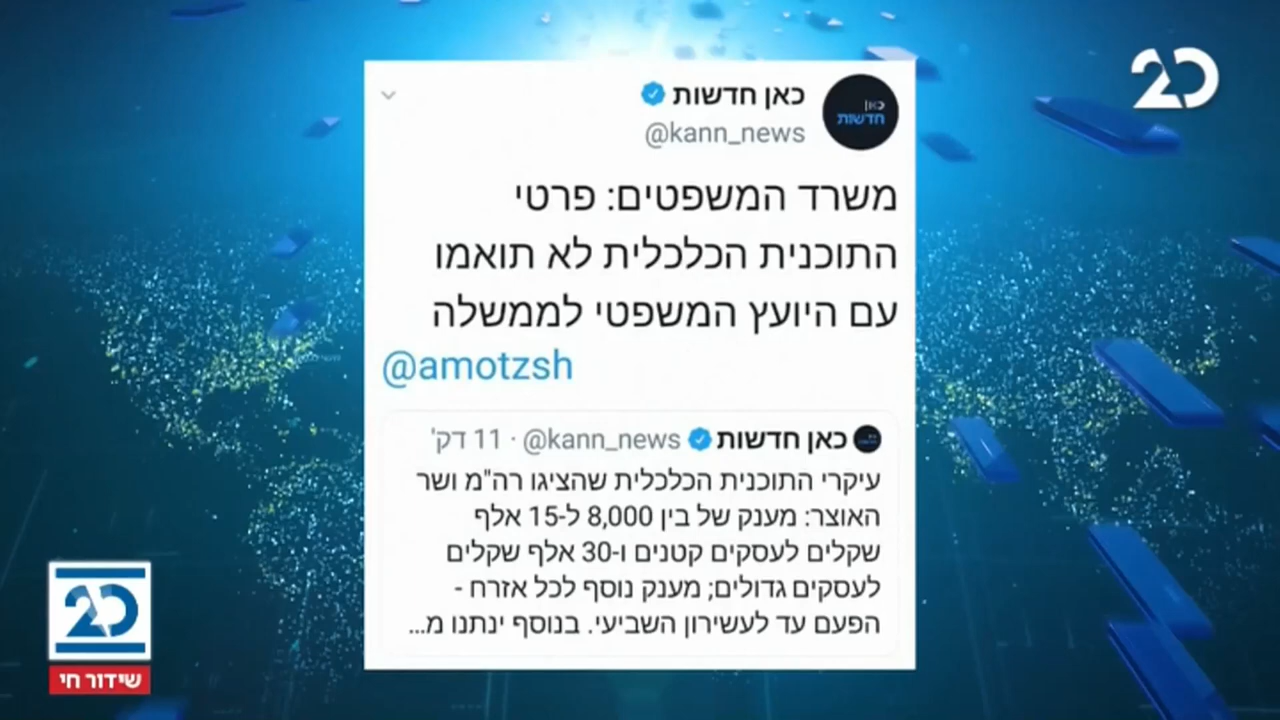 20
כאן חדשות
כאן
חדשות
@kann_news
משרד המשפטים: פרטי
התוכנית הכלכלית לא תואמו
עם היועץ המשפטי לממשלה
@amotzsh
כאן חדשות @kann_news · 11 דק'
עיקרי התוכנית הכלכלית שהציגו רה"מ ושר
האוצר: מענק של בין 8,000 ל-15 אלף
שקלים לעסקים קטנים ו-30 אלף שקלים
לעסקים גדולים; מענק נוסף לכל אזרח -
הפעם עד לעשירון השביעי. בנוסף ינתנו מ...
20
שידור חי